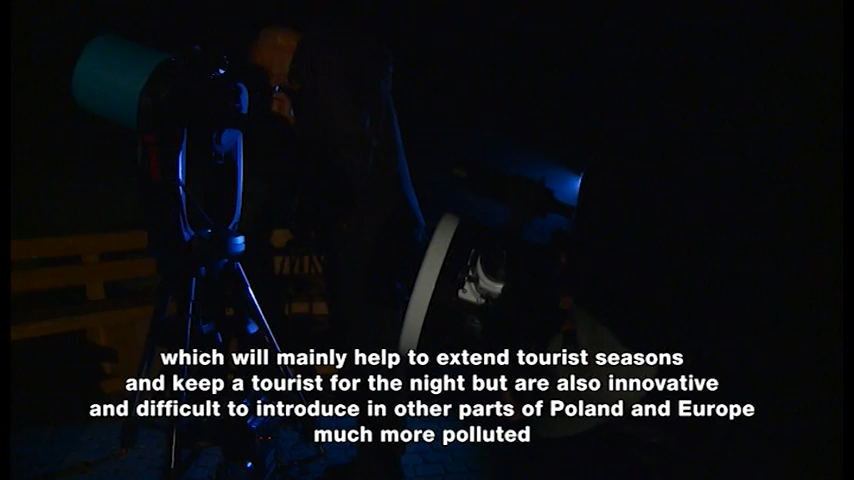 which will mainly help to extend tourist seasons
and keep a tourist for the night but are also innovative
and difficult to introduce in other parts of Poland and Europe
much more polluted